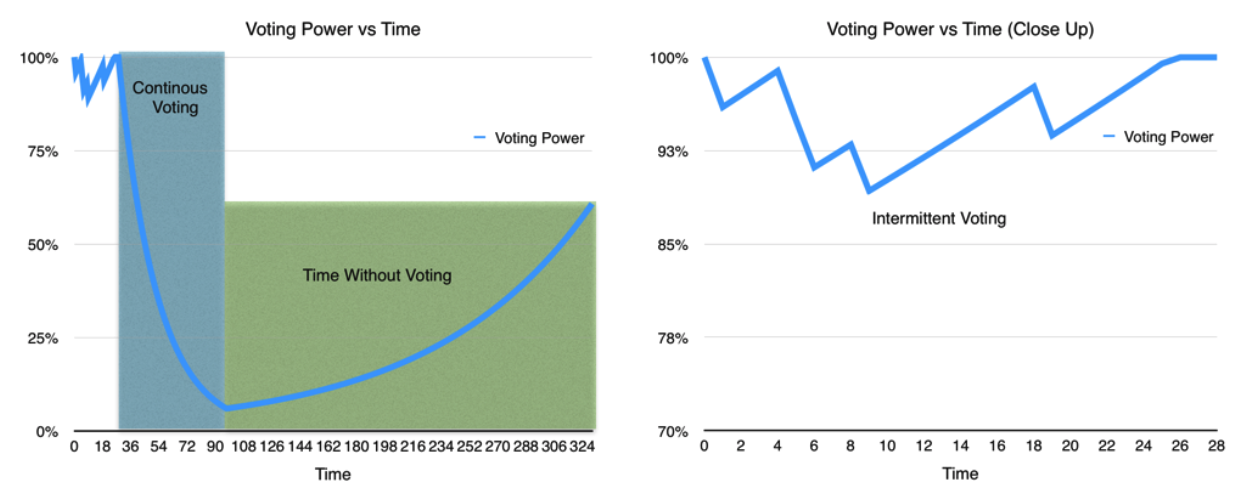 Voting Power vs Time
100%
75%
50%
25%
0%
Continous
Voting
Voting Power
Time Without Voting
0 18 36 54 72 90 108 126 144 162 180 198 216 234 252 270 288 306 324
Time
Voting Power vs Time (Close Up)
100%
93%
85%
78%
70%
Voting Power
Intermittent Voting
0 2 4 6 8 10 12 14 16 18 20 22 24 26 28
Time